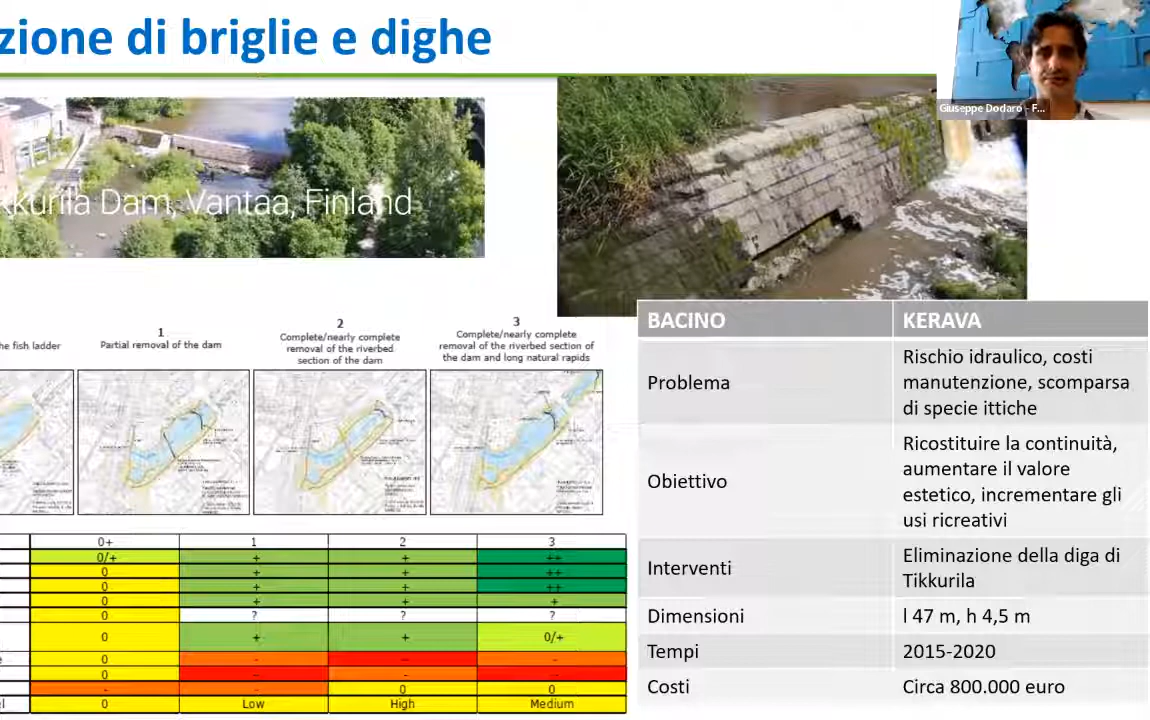 zione di briglie e dighe
Giuseppe Dodaro - F...
kkurila Dam, Vantaa, Finland
he fish ladder
1
Partial removal of the dam
2
Complete/nearly complete
removal of the riverbed
section of the dam
3
Complete/nearly complete
removal of the riverbed section of
the dam and long natural rapids
0+ 1 2 3
0/+ + + ++
0 + + ++
0 + + ++
0 + + +
0 ? ? ?
0 + + 0/+
e 0 - -- -
0 -- - --
- - 0 0
el 0 Low High Medium
BACINO KERAVA
Problema
Rischio idraulico, costi
manutenzione, scomparsa
di specie ittiche
Obiettivo
Ricostituire la continuità,
aumentare il valore
estetico, incrementare gli
usi ricreativi
Interventi
Eliminazione della diga di
Tikkurila
Dimensioni l 47 m, h 4,5 m
Tempi 2015-2020
Costi Circa 800.000 euro